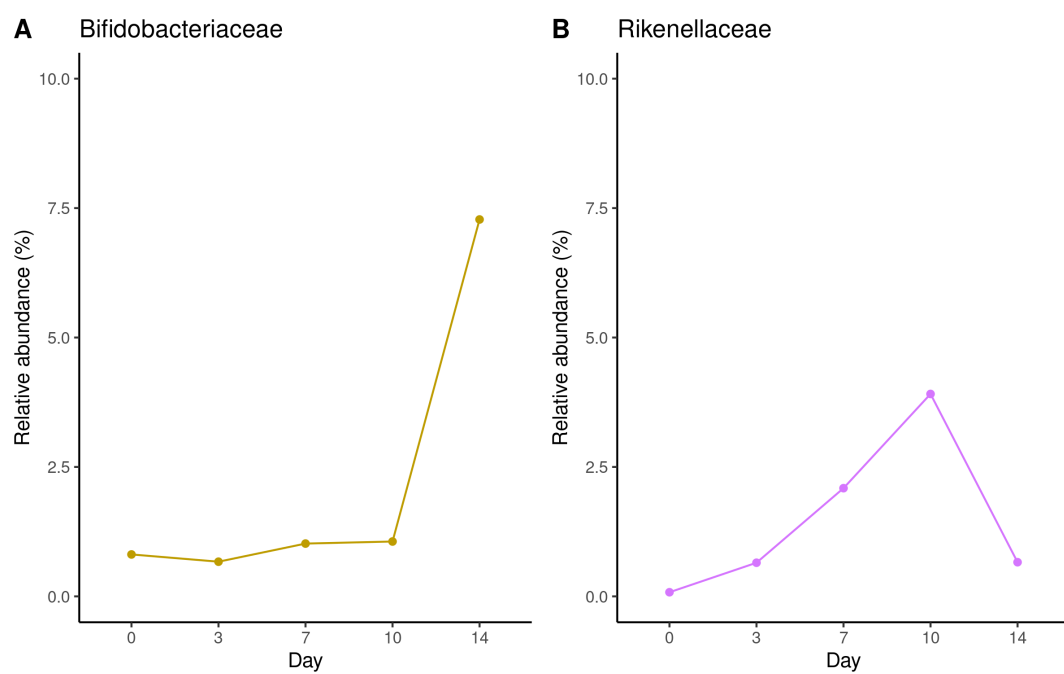 A Bifidobacteriaceae
Relative abundance (%)
10.0
7.5
5.0
2.5
0.0
0 3 7 10 14
Day
B Rikenellaceae
Relative abundance (%)
10.0
7.5
5.0
2.5
0.0
0 3 7 10 14
Day